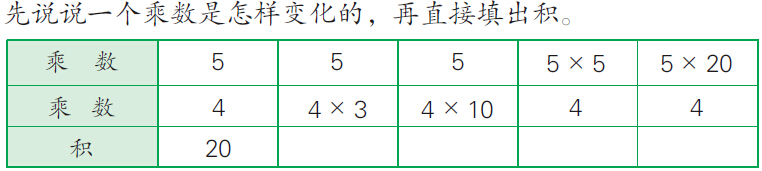 先说说一个乘数是怎样变化的，再直接填出积。
乘 数 5 5 5 5 × 5 5 × 20
乘 数 4 4 × 3 4 × 10 4 4
积 20